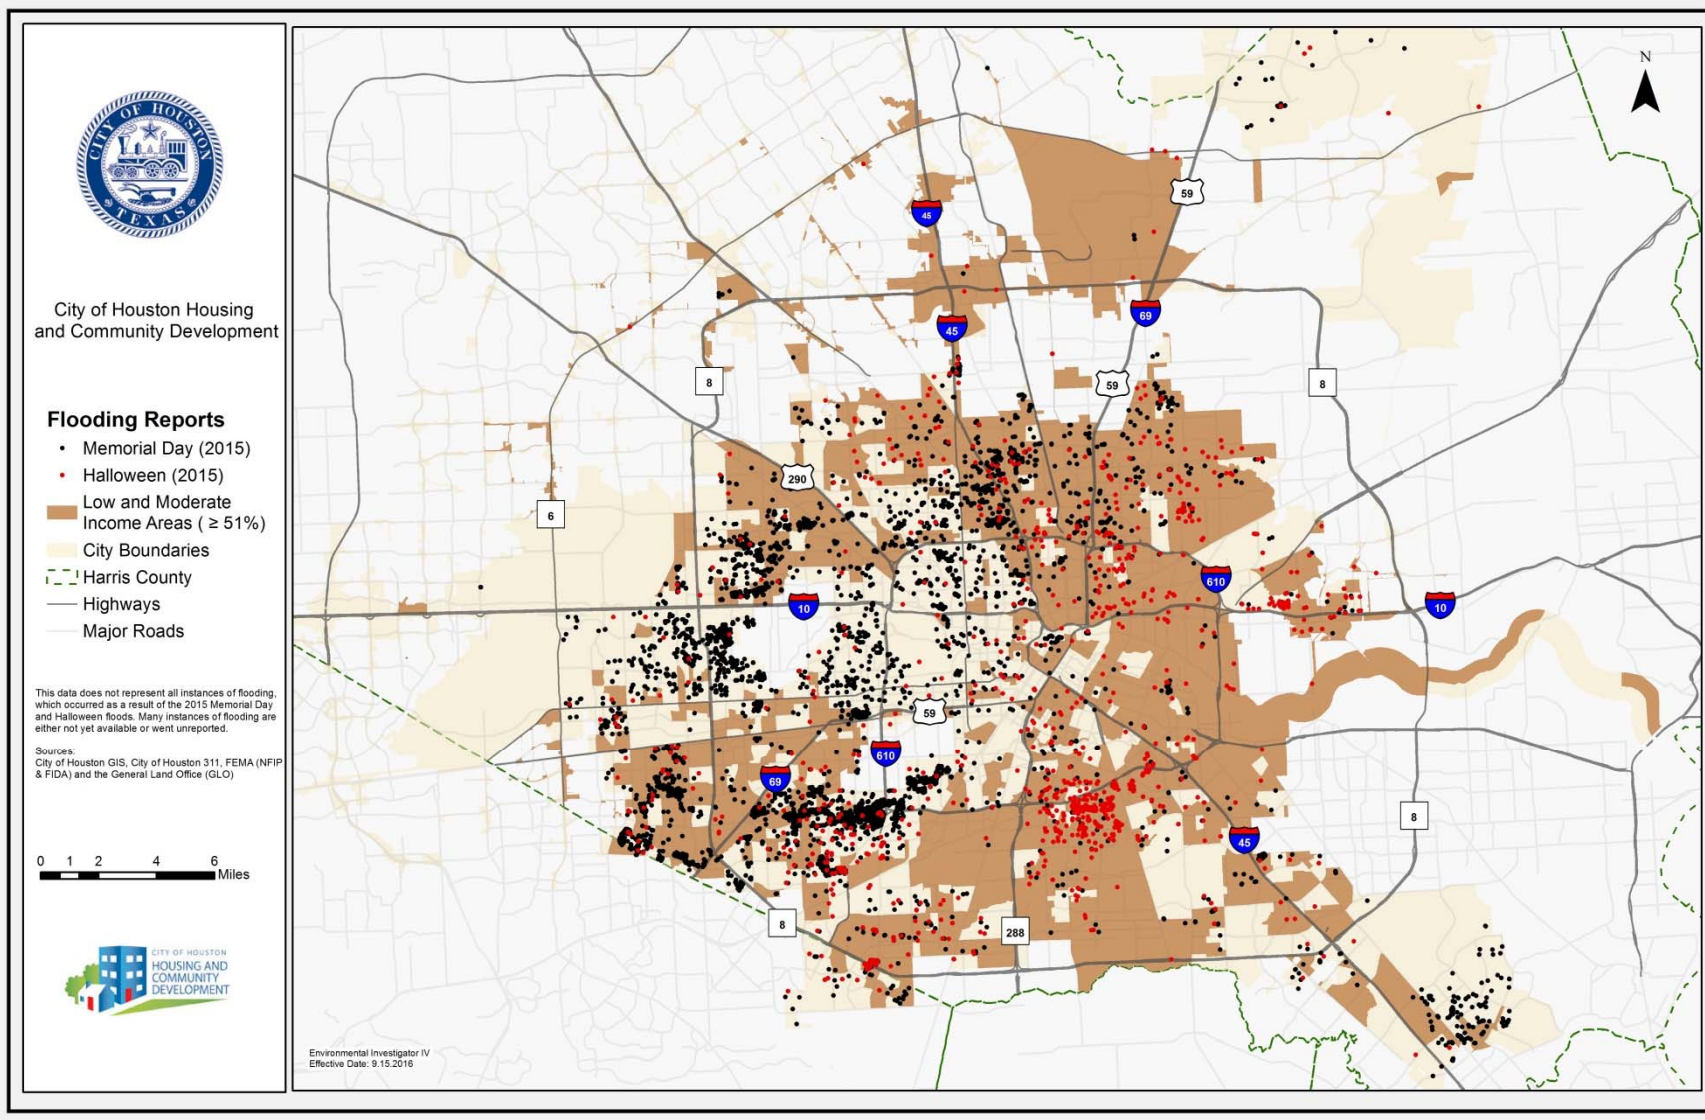 CITY OF HOUSTON
TEXAS
City of Houston Housing
and Community Development
Flooding Reports
Memorial Day (2015)
Halloween (2015)
Low and Moderate
Income Areas ( ≥ 51%)
City Boundaries
Harris County
Highways
Major Roads
This data does not represent all instances of flooding,
which occurred as a result of the 2015 Memorial Day
and Halloween floods. Many instances of flooding are
either not yet available or went unreported.
Sources:
City of Houston GIS, City of Houston 311, FEMA (NFIP
& FIDA) and the General Land Office (GLO)
0 1 2 4 6
Miles
CITY OF HOUSTON
HOUSING AND
COMMUNITY
DEVELOPMENT
N
59
45
69
45
8
59
8
290
6
610
10
10
59
610
69
8
45
8
288
Environmental Investigator IV
Effective Date: 9.15.2016